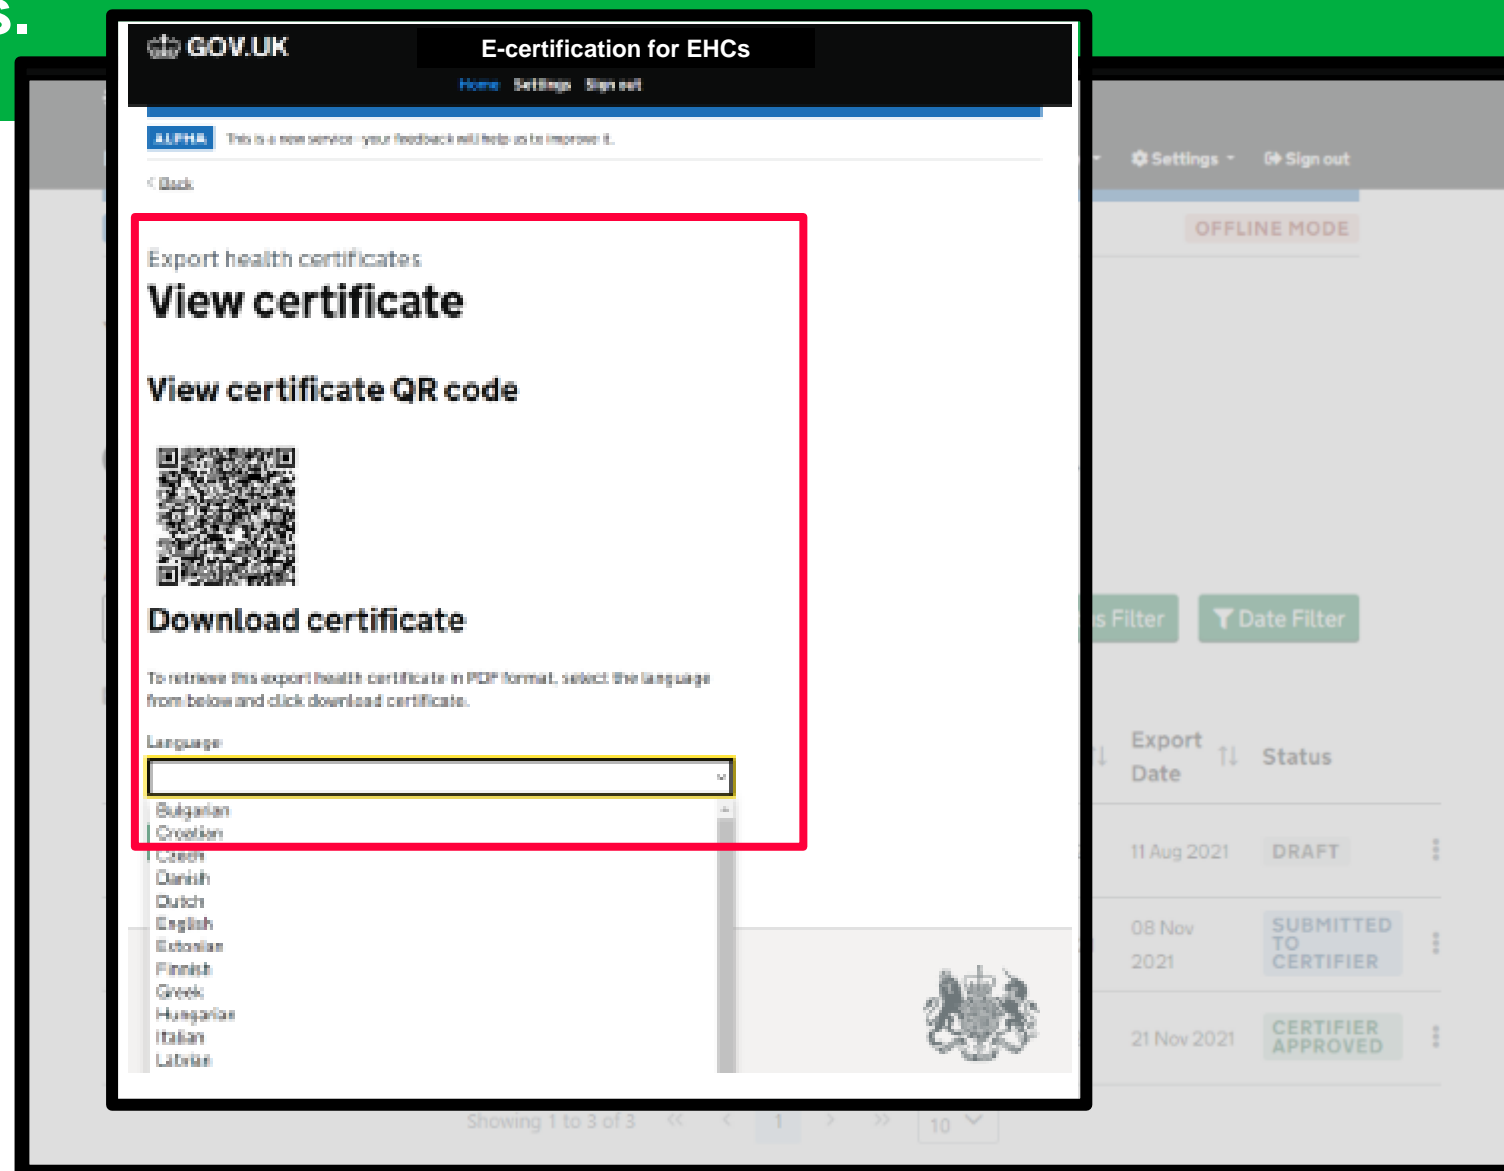 s.
GOV.UK
E-certification for EHCs
Home Settings Sign out
ALPHA This is a new service - your feedback will help us to improve it.
< Back
Export health certificates
View certificate
View certificate QR code
Download certificate
To retrieve this export health certificate in PDF format, select the language
from below and click download certificate.
Language
Bulgarian
Croatian
Czech
Danish
Dutch
English
Estonian
Finnish
Greek
Hungarian
Italian
Latvian
Settings Sign out
OFFLINE MODE
s Filter Date Filter
Export
Date
Status
11 Aug 2021 DRAFT
08 Nov
2021
SUBMITTED
TO
CERTIFIER
21 Nov 2021
CERTIFIER
APPROVED
Showing 1 to 3 of 3 << < 1 > >> 10